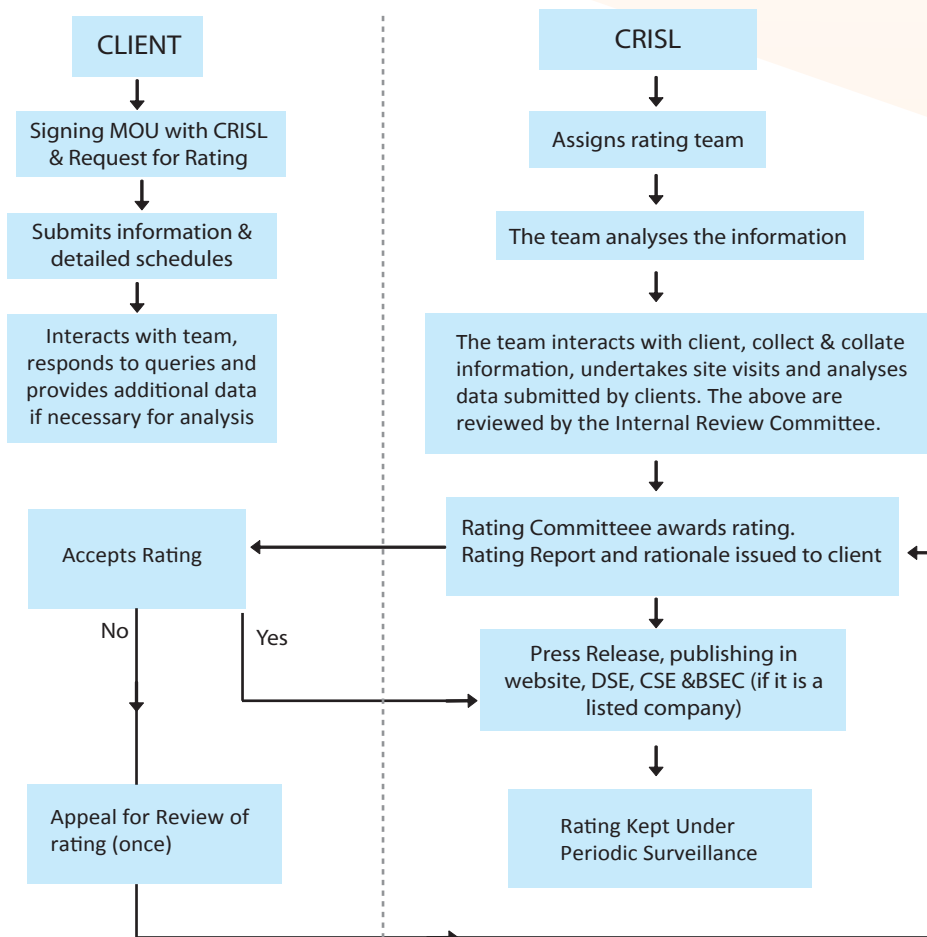 CLIENT
Signing MOU with CRISL
& Request for Rating
Submits information &
detailed schedules
Interacts with team,
responds to queries and
provides additional data
if necessary for analysis
Accepts Rating
No
Yes
Appeal for Review of
rating (once)
CRISL
Assigns rating team
The team analyses the information
The team interacts with client, collect & collate
information, undertakes site visits and analyses
data submitted by clients. The above are
reviewed by the Internal Review Committee.
Rating Committeee awards rating.
Rating Report and rationale issued to client
Press Release, publishing in
website, DSE, CSE &BSEC (if it is a
listed company)
Rating Kept Under
Periodic Surveillance